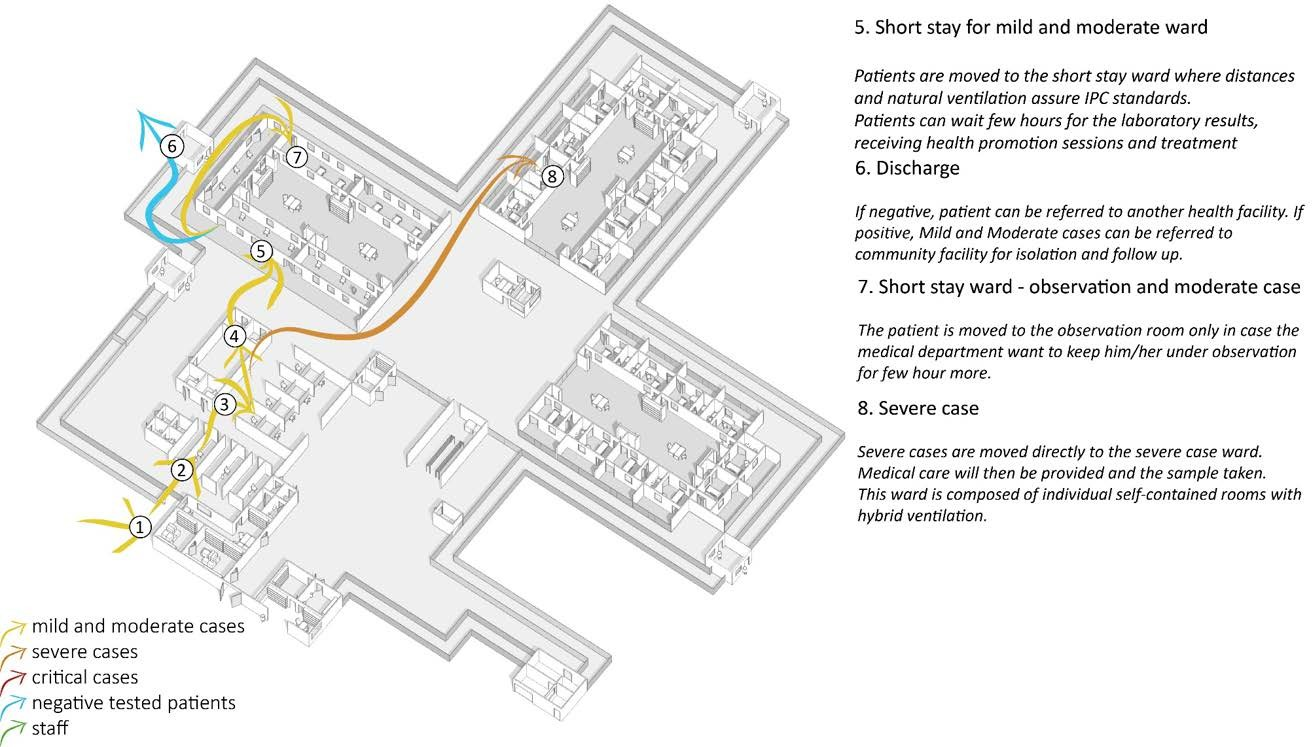 5. Short stay for mild and moderate ward
Patients are moved to the short stay ward where distances
and natural ventilation assure IPC standards.
Patients can wait few hours for the laboratory results,
receiving health promotion sessions and treatment
6. Discharge
If negative, patient can be referred to another health facility. If
positive, Mild and Moderate cases can be referred to
community facility for isolation and follow up.
7. Short stay ward - observation and moderate case
The patient is moved to the observation room only in case the
medical department want to keep him/her under observation
for few hour more.
8. Severe case
Severe cases are moved directly to the severe case ward.
Medical care will then be provided and the sample taken.
This ward is composed of individual self-contained rooms with
hybrid ventilation.
6
7
8
5
4
3
2
1
mild and moderate cases
severe cases
critical cases
negative tested patients
staff